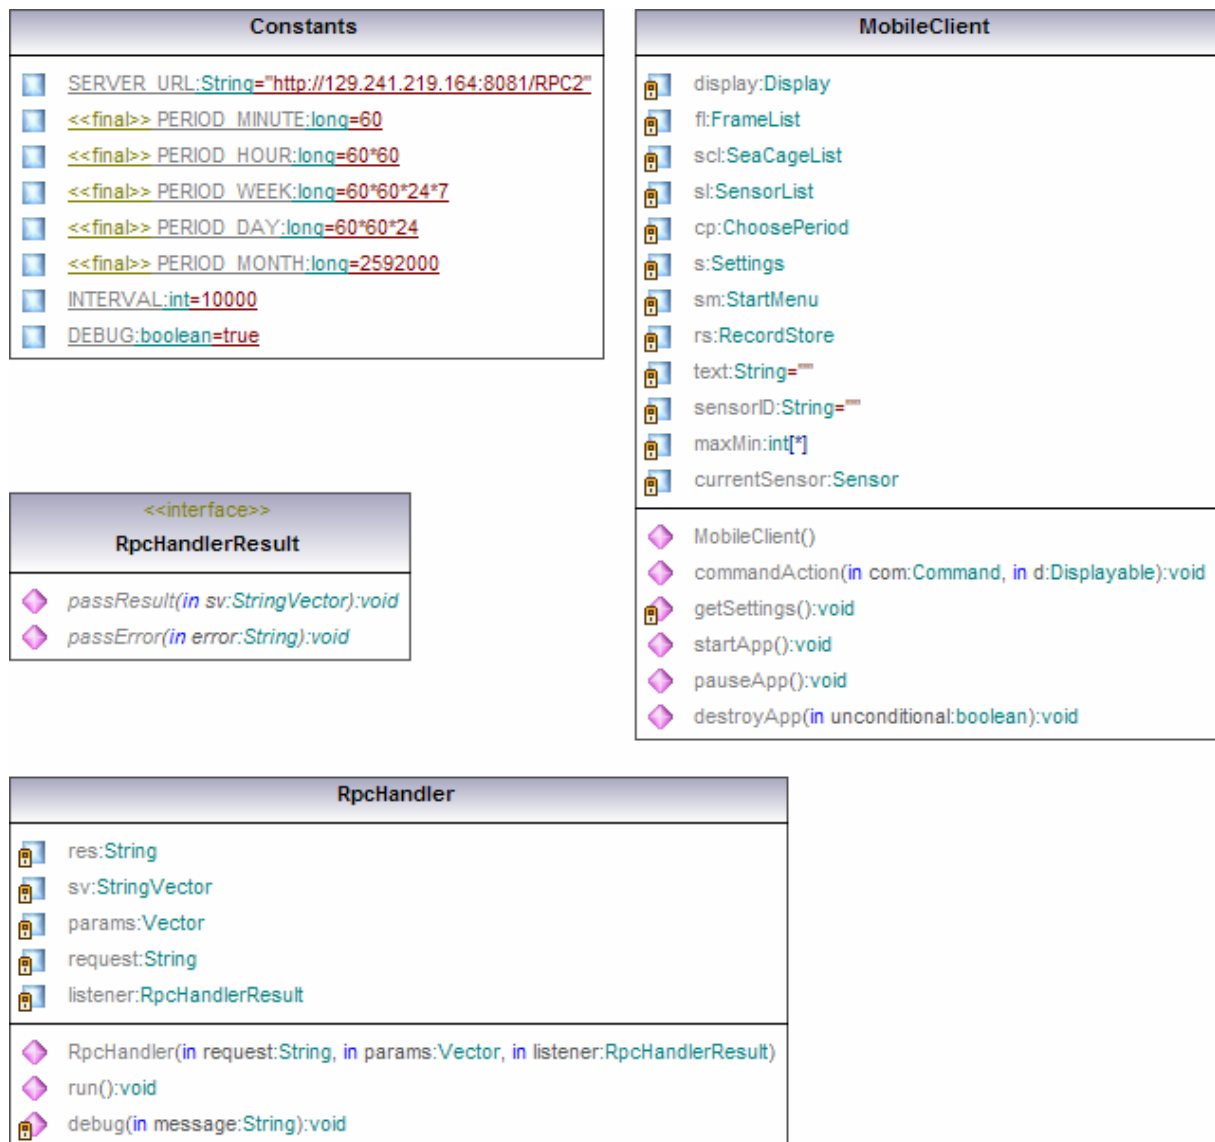 Constants
SERVER_URL:String="http://129.241.219.164:8081/RPC2"
<<final>> PERIOD_MINUTE:long=60
<<final>> PERIOD_HOUR:long=60*60
<<final>> PERIOD_WEEK:long=60*60*24*7
<<final>> PERIOD_DAY:long=60*60*24
<<final>> PERIOD_MONTH:long=2592000
INTERVAL:int=10000
DEBUG:boolean=true
MobileClient
display:Display
fl:FrameList
scl:SeaCageList
sl:SensorList
cp:ChoosePeriod
s:Settings
sm:StartMenu
rs:RecordStore
text:String=""
sensorID:String=""
maxMin:int[*]
currentSensor:Sensor
MobileClient()
commandAction(in com:Command, in d:Displayable):void
getSettings():void
startApp():void
pauseApp():void
destroyApp(in unconditional:boolean):void
<<interface>>
RpcHandlerResult
passResult(in sv:StringVector):void
passError(in error:String):void
RpcHandler
res:String
sv:StringVector
params:Vector
request:String
listener:RpcHandlerResult
RpcHandler(in request:String, in params:Vector, in listener:RpcHandlerResult)
run():void
debug(in message:String):void